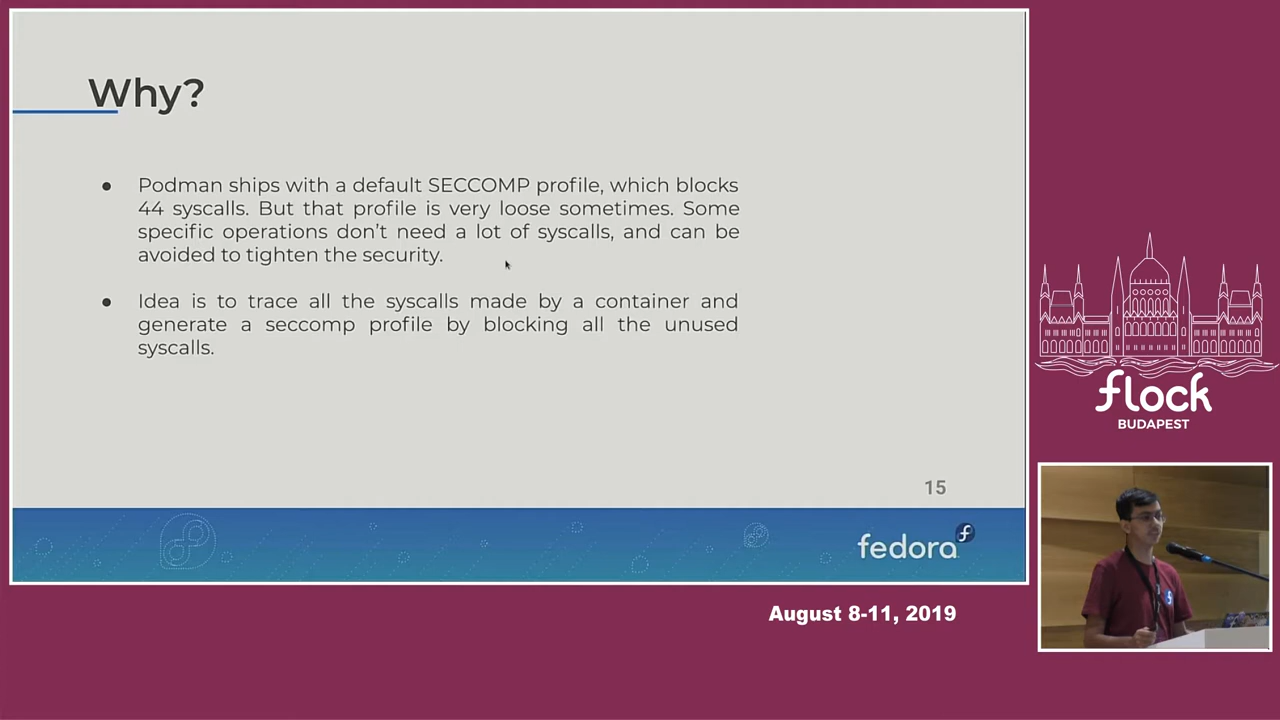 Why?
● Podman ships with a default SECCOMP profile, which blocks
44 syscalls. But that profile is very loose sometimes. Some
specific operations don't need a lot of syscalls, and can be
avoided to tighten the security.
● Idea is to trace all the syscalls made by a container and
generate a seccomp profile by blocking all the unused
syscalls.
15
fedora
flock
BUDAPEST
August 8-11, 2019